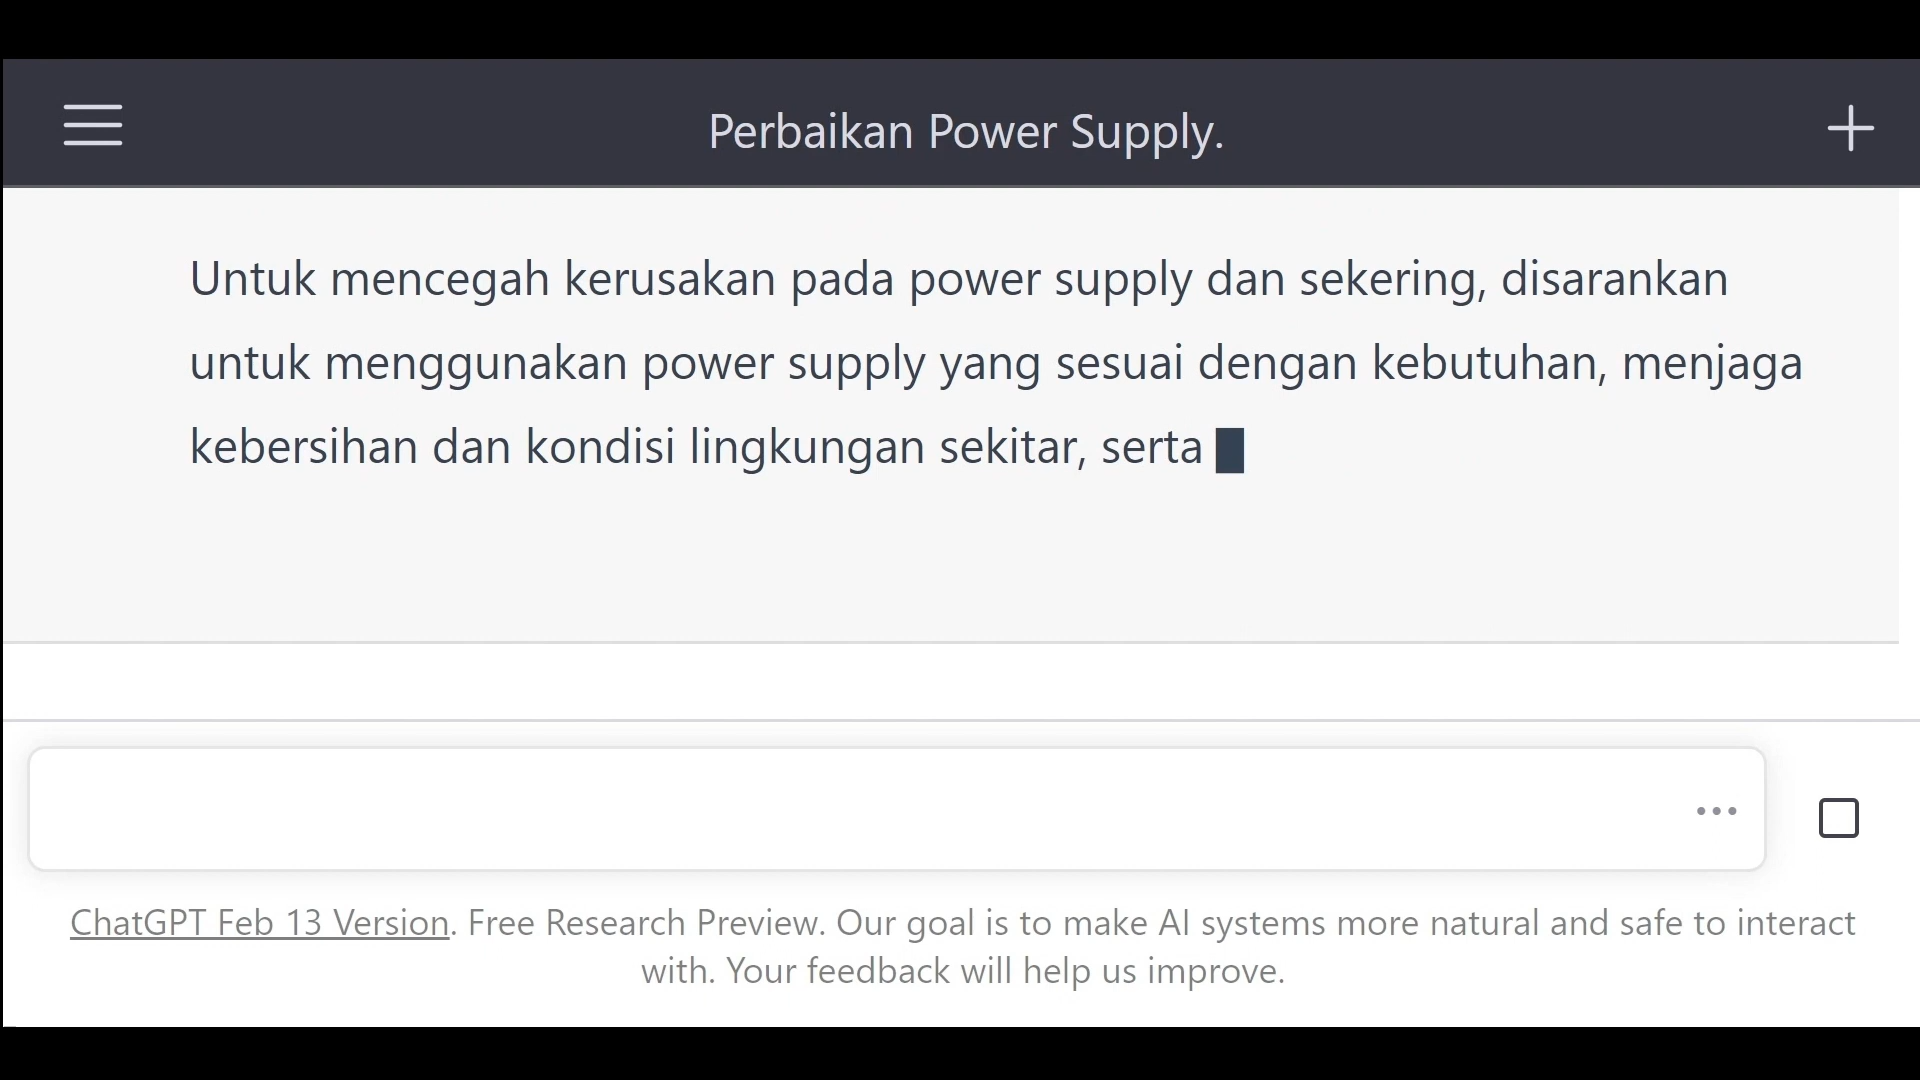 Perbaikan Power Supply.
Untuk mencegah kerusakan pada power supply dan sekering, disarankan
untuk menggunakan power supply yang sesuai dengan kebutuhan, menjaga
kebersihan dan kondisi lingkungan sekitar, serta
ChatGPT Feb 13 Version. Free Research Preview. Our goal is to make AI systems more natural and safe to interact
with. Your feedback will help us improve.